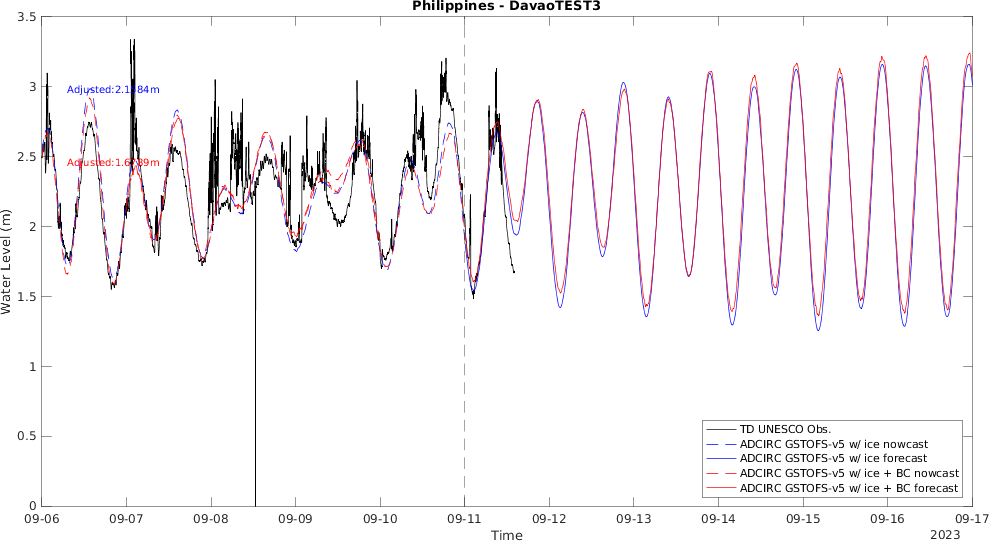 Philippines - DavaoTEST3
3.5
3
2.5
2
1.5
1
0.5
0
Water Level (m)
Adjusted:2.1984m
TD UNESCO Obs.
ADCIRC GSTOFS-v5 w/ ice nowcast
ADCIRC GSTOFS-v5 w/ ice forecast
ADCIRC GSTOFS-v5 w/ ice + BC nowcast
ADCIRC GSTOFS-v5 w/ ice + BC forecast
09-06 09-07 09-08 09-09 09-10 09-11 09-12 09-13 09-14 09-15 09-16 09-17
Time
2023